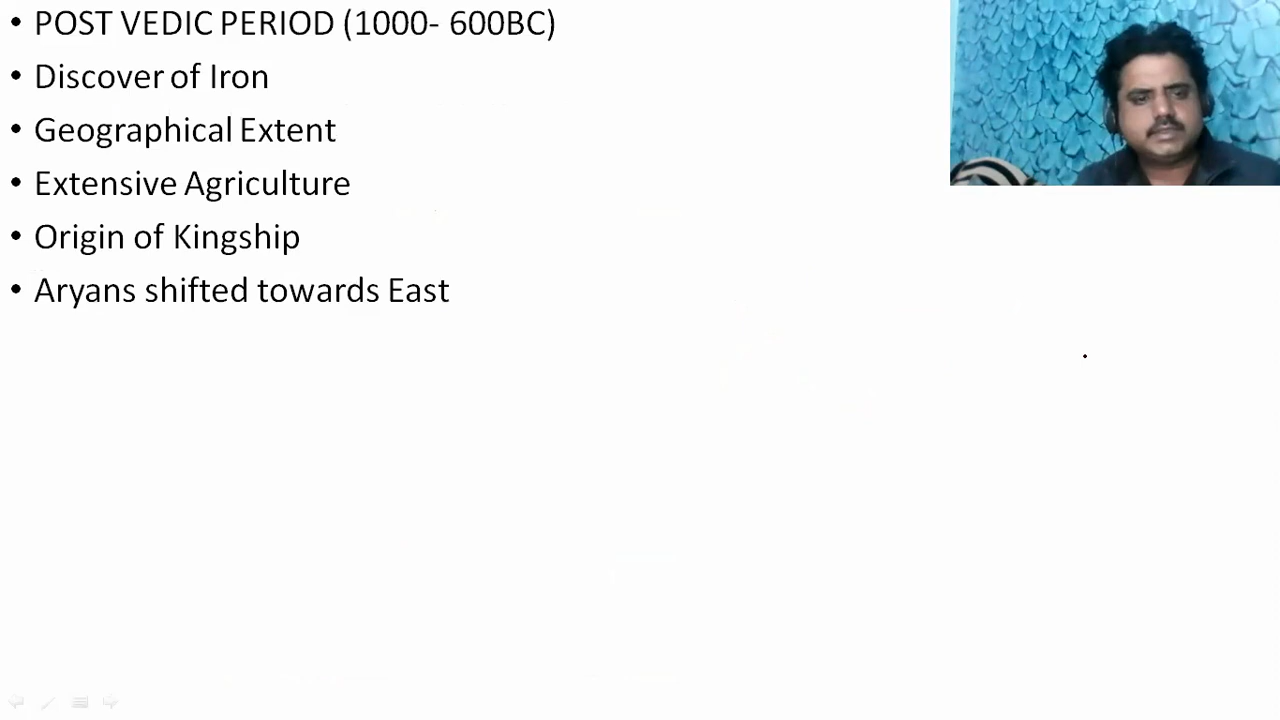 • POST VEDIC PERIOD (1000- 600BC)
• Discover of Iron
• Geographical Extent
• Extensive Agriculture
• Origin of Kingship
• Aryans shifted towards East